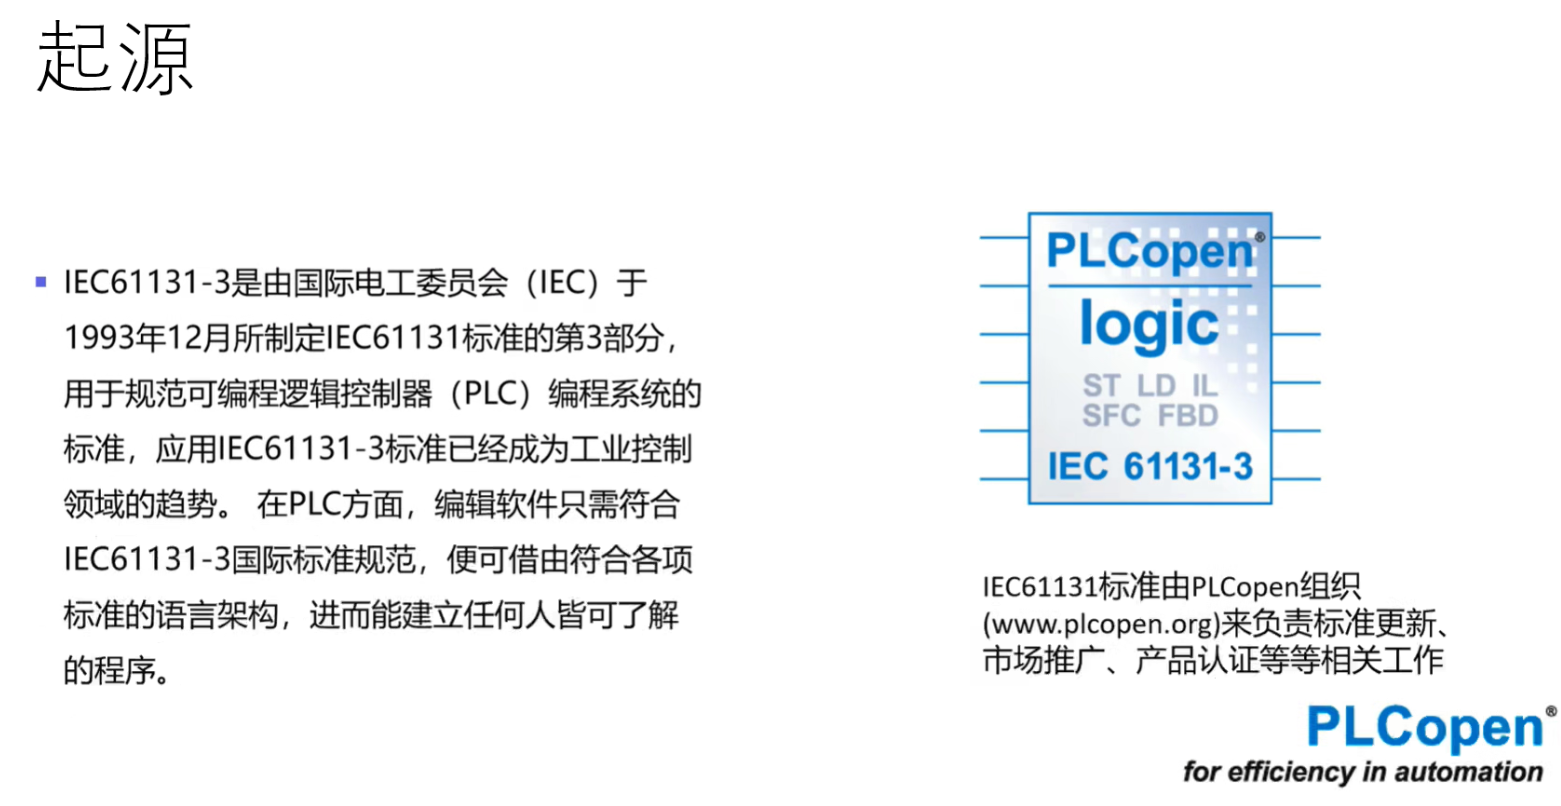 起源
IEC61131-3是由国际电工委员会（IEC）于
1993年12月所制定IEC61131标准的第3部分，
用于规范可编程逻辑控制器（PLC）编程系统的
标准，应用IEC61131-3标准已经成为工业控制
领域的趋势。 在PLC方面，编辑软件只需符合
IEC61131-3国际标准规范，便可借由符合各项
标准的语言架构，进而能建立任何人皆可了解
的程序。
PLCopen®
logic
ST LD IL
SFC FBD
IEC 61131-3
IEC61131标准由PLCopen组织
(www.plcopen.org)来负责标准更新、
市场推广、产品认证等等相关工作
PLCopen®
for efficiency in automation